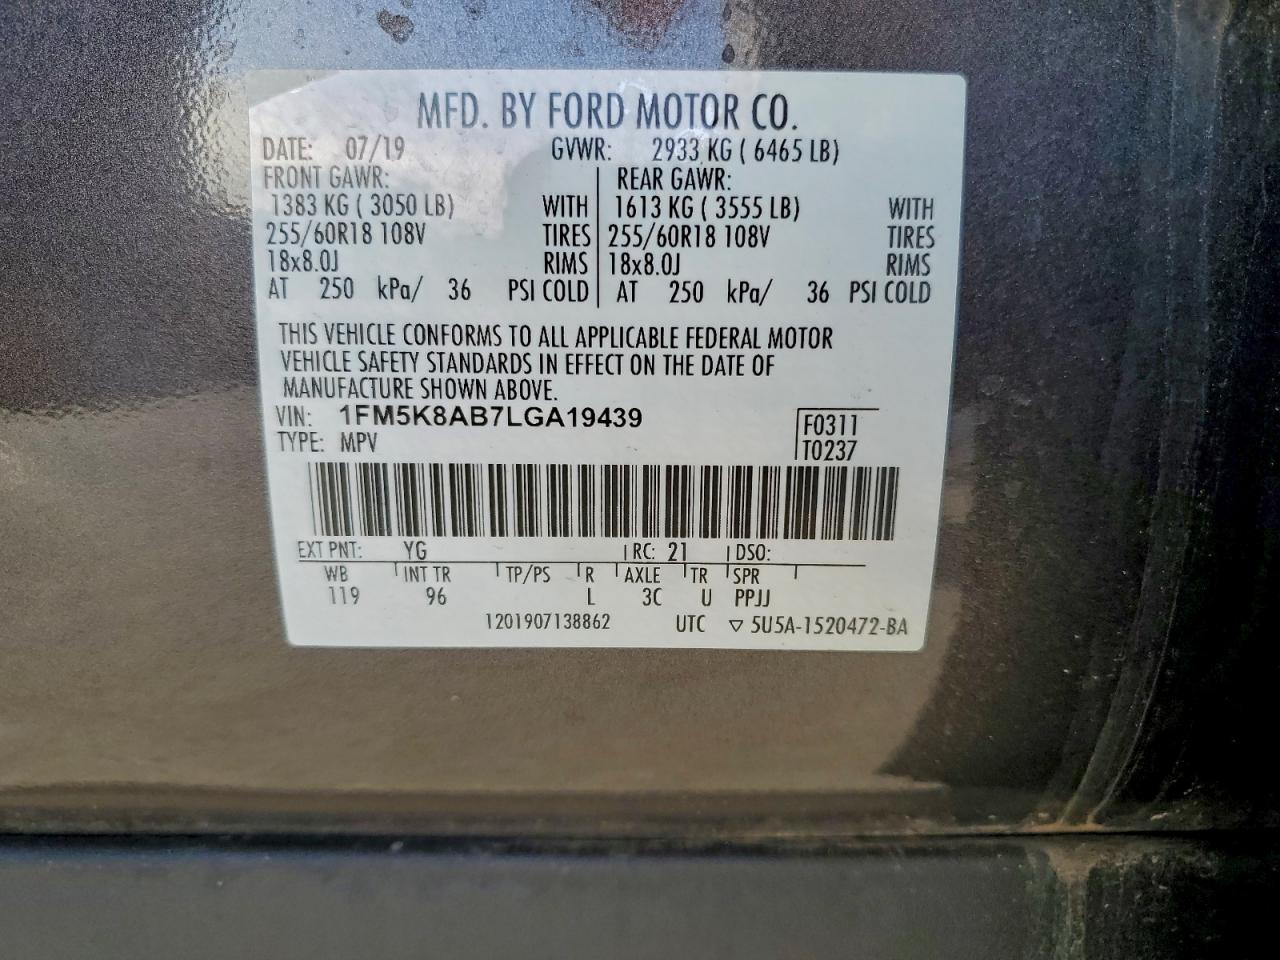 MFD. BY FORD MOTOR CO.
DATE: 07/19 GVWR: 2933 KG ( 6465 LB)
FRONT GAWR: REAR GAWR:
1383 KG ( 3050 LB) WITH 1613 KG ( 3555 LB) WITH
255/60R18 108V TIRES 255/60R18 108V TIRES
18x8.0J RIMS 18x8.0J RIMS
AT 250 kPa/ 36 PSI COLD AT 250 kPa/ 36 PSI COLD
THIS VEHICLE CONFORMS TO ALL APPLICABLE FEDERAL MOTOR
VEHICLE SAFETY STANDARDS IN EFFECT ON THE DATE OF
MANUFACTURE SHOWN ABOVE.
VIN: 1FM5K8AB7LGA19439 F0311
TYPE: MPV T0237
EXT PNT: YG RC: 21 DSO:
WB INT TR TP/PS R AXLE TR SPR
119 96 L 3C U PPJJ
1201907138862 UTC ▽ 5U5A-1520472-BA